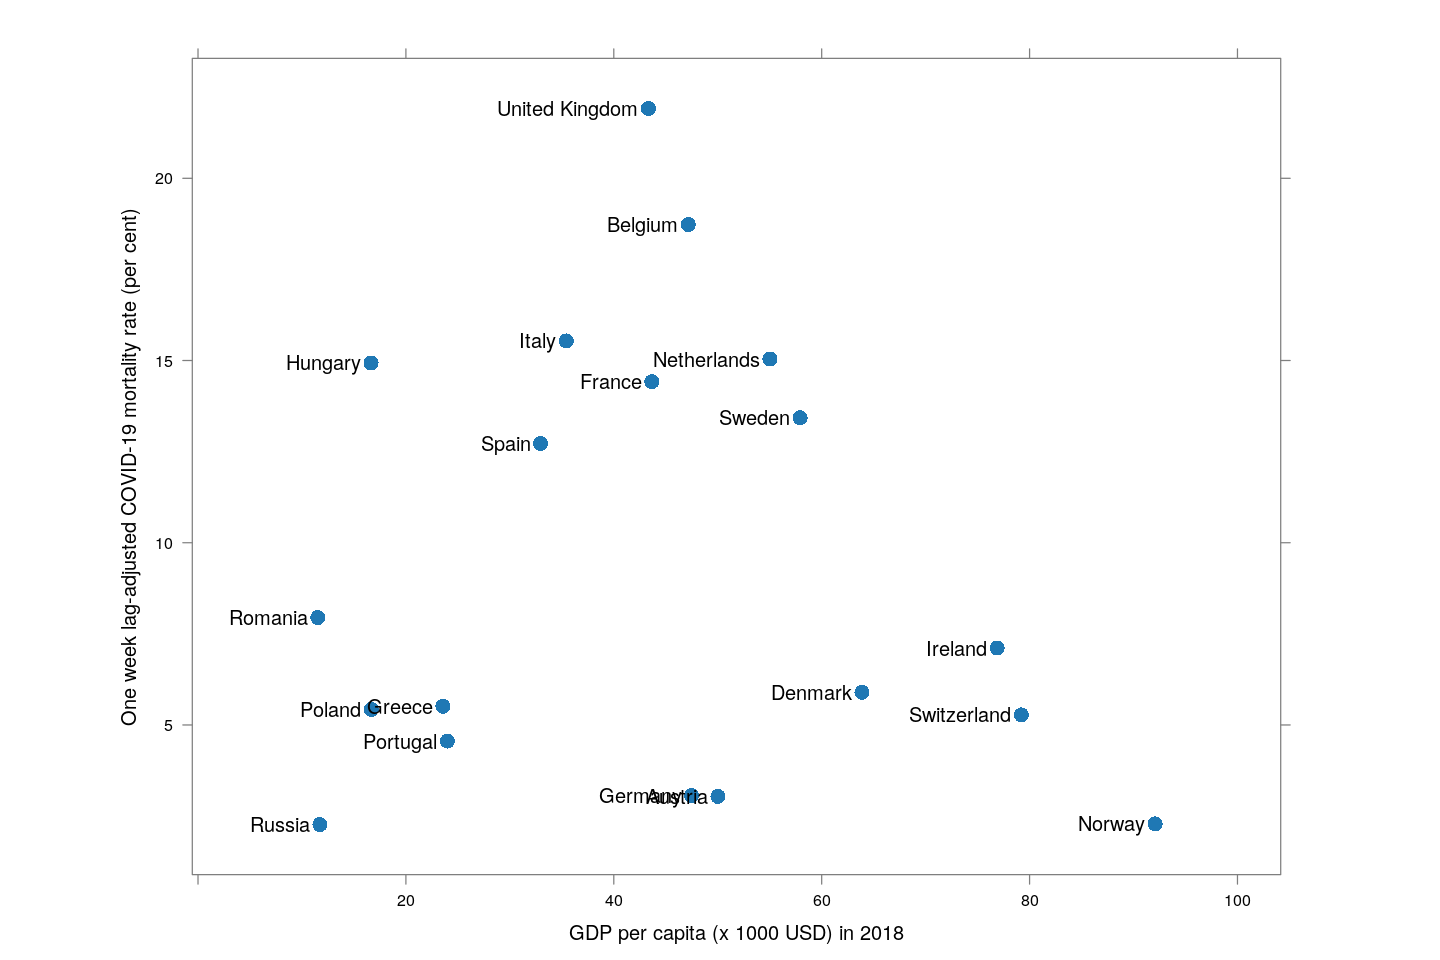 United Kingdom
20
Belgium
Italy
Netherlands
15
Hungary
France
Sweden
Spain
One week lag-adjusted COVID-19 mortality rate (per cent)
10
Romania
Ireland
Denmark
Poland
Greece
Switzerland
5
Portugal
Germany
Austria
Russia
Norway
20 40 60 80 100
GDP per capita (x 1000 USD) in 2018